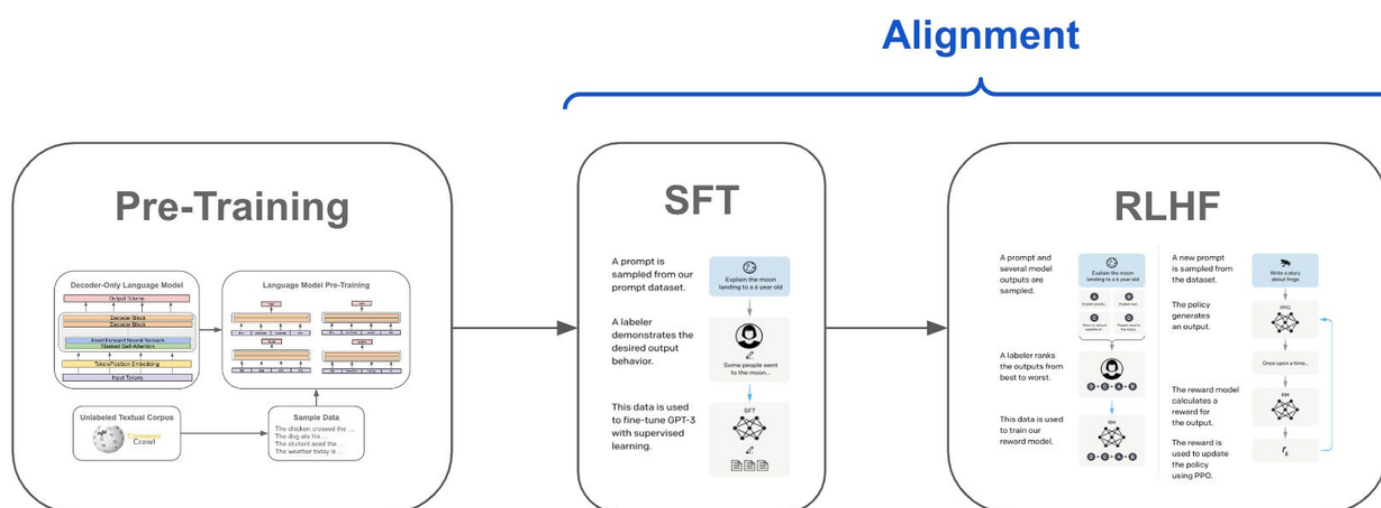 Alignment
Pre-Training
Decoder-Only Language Model
Output Tokens
Decoder Block
Decoder Block
Feed Forward Neural Network
Masked Self-Attention
Token/Position Embedding
Input Tokens
Language Model Pre-Training
Unlabeled Textual Corpus
Common
Crawl
Sample Data
The chicken crossed the ...
The dog ate his ...
The student aced the ...
The weather today is ...
SFT
A prompt is
sampled from our
prompt dataset.
Explain the moon
landing to a 6 year old
A labeler
demonstrates the
desired output
behavior.
Some people went
to the moon...
This data is used
to fine-tune GPT-3
with supervised
learning.
SFT
RLHF
A prompt and
several model
outputs are
sampled.
Explain the moon
landing to a 6 year old
A
B
C
D
A labeler ranks
the outputs from
best to worst.
D > C > A = B
This data is used
to train our
reward model.
RM
D > C > A = B
A new prompt
is sampled from
the dataset.
Write a story
about frogs
The policy
generates
an output.
PPO
Once upon a time...
The reward model
calculates a
reward for
the output.
RM
The reward is
used to update
the policy
using PPO.
rk